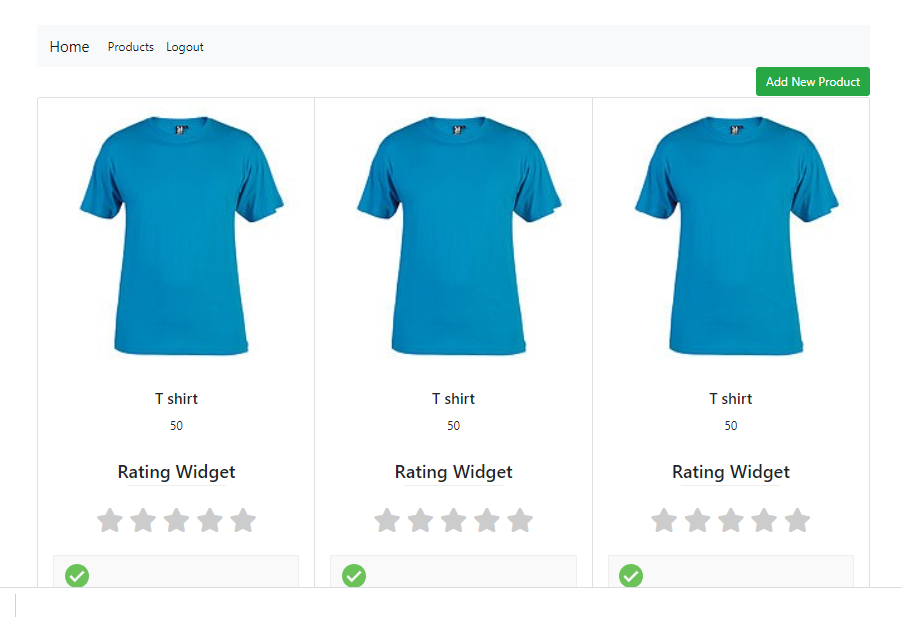 Home Products Logout
Add New Product
T shirt T shirt T shirt
50 50 50
Rating Widget Rating Widget Rating Widget